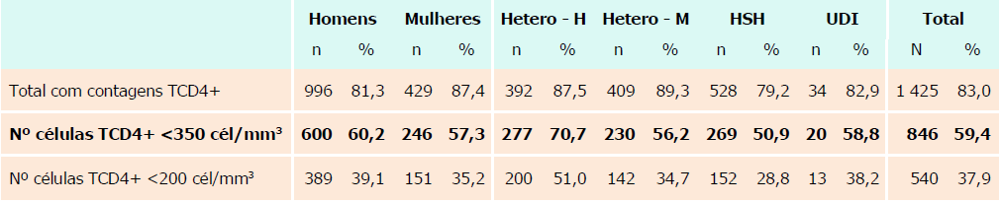 Homens Mulheres Hetero - H Hetero - M HSH UDI Total
n % n % n % n % n % n % N %
Total com contagens TCD4+ 996 81,3 429 87,4 392 87,5 409 89,3 528 79,2 34 82,9 1 425 83,0
Nº células TCD4+ <350 cél/mm³ 600 60,2 246 57,3 277 70,7 230 56,2 269 50,9 20 58,8 846 59,4
Nº células TCD4+ <200 cél/mm³ 389 39,1 151 35,2 200 51,0 142 34,7 152 28,8 13 38,2 540 37,9